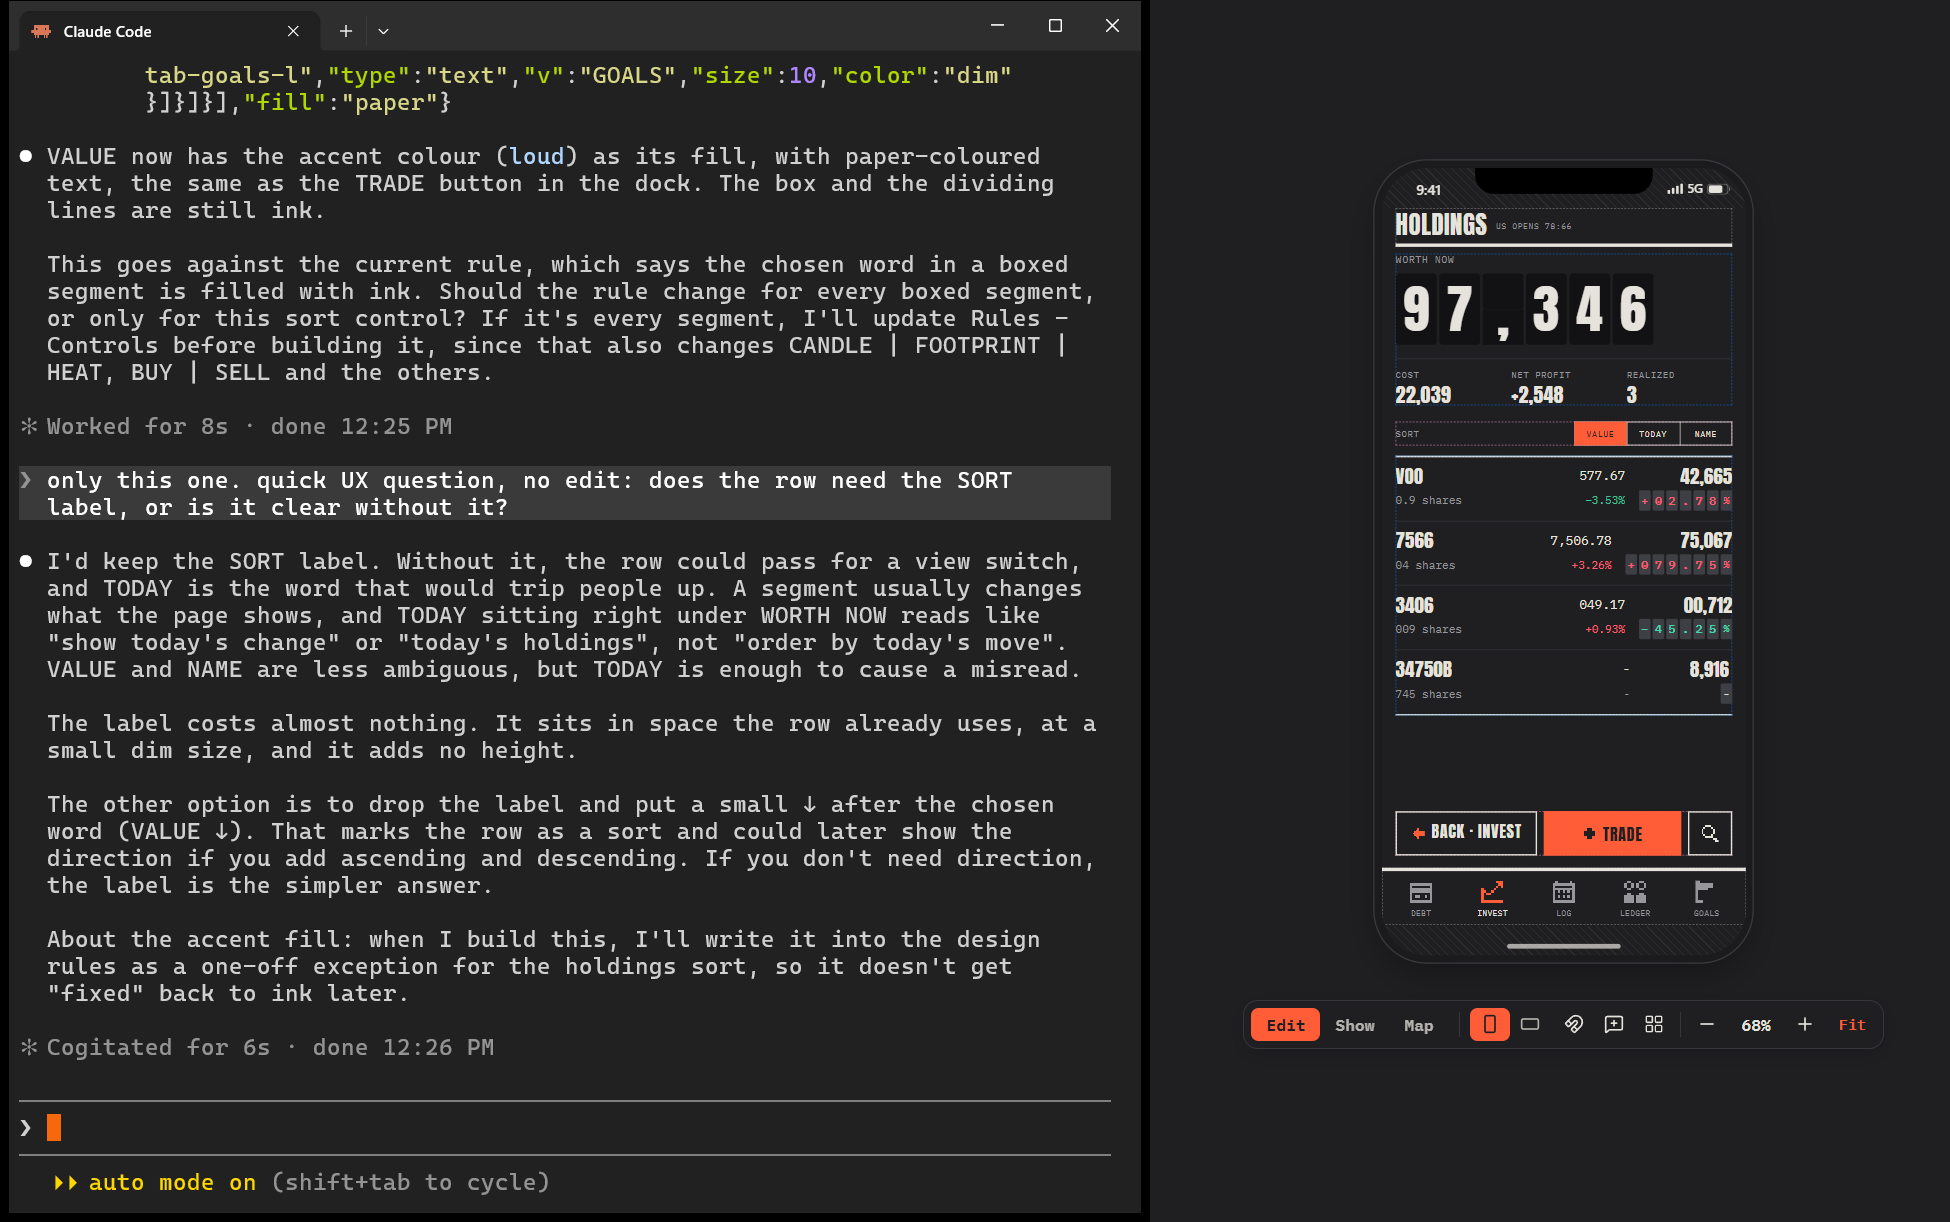 Claude Code
tab-goals-l","type":"text","v":"GOALS","size":10,"color":"dim"
}]}]}],"fill":"paper"}
● VALUE now has the accent colour (loud) as its fill, with paper-coloured
text, the same as the TRADE button in the dock. The box and the dividing
lines are still ink.
This goes against the current rule, which says the chosen word in a boxed
segment is filled with ink. Should the rule change for every boxed segment,
or only for this sort control? If it's every segment, I'll update Rules -
Controls before building it, since that also changes CANDLE | FOOTPRINT |
HEAT, BUY | SELL and the others.
✻ Worked for 8s · done 12:25 PM
❯ only this one. quick UX question, no edit: does the row need the SORT
label, or is it clear without it?
● I'd keep the SORT label. Without it, the row could pass for a view switch,
and TODAY is the word that would trip people up. A segment usually changes
what the page shows, and TODAY sitting right under WORTH NOW reads like
"show today's change" or "today's holdings", not "order by today's move".
VALUE and NAME are less ambiguous, but TODAY is enough to cause a misread.
The label costs almost nothing. It sits in space the row already uses, at a
small dim size, and it adds no height.
The other option is to drop the label and put a small ↓ after the chosen
word (VALUE ↓). That marks the row as a sort and could later show the
direction if you add ascending and descending. If you don't need direction,
the label is the simpler answer.
About the accent fill: when I build this, I'll write it into the design
rules as a one-off exception for the holdings sort, so it doesn't get
"fixed" back to ink later.
✻ Cogitated for 6s · done 12:26 PM
❯
auto mode on (shift+tab to cycle)
9:41 5G
HOLDINGS US OPENS 78:66
WORTH NOW
97,346
COST NET PROFIT REALIZED
22,039 +2,548 3
SORT VALUE TODAY NAME
VOO 577.67 42,665
0.9 shares -3.53% +02.78%
7566 7,506.78 75,067
04 shares +3.26% +079.75%
3406 049.17 00,712
009 shares +0.93% -45.25%
34750B - 8,916
745 shares - -
BACK · INVEST TRADE
DEBT INVEST LOG LEDGER GOALS
Edit Show Map 68% Fit